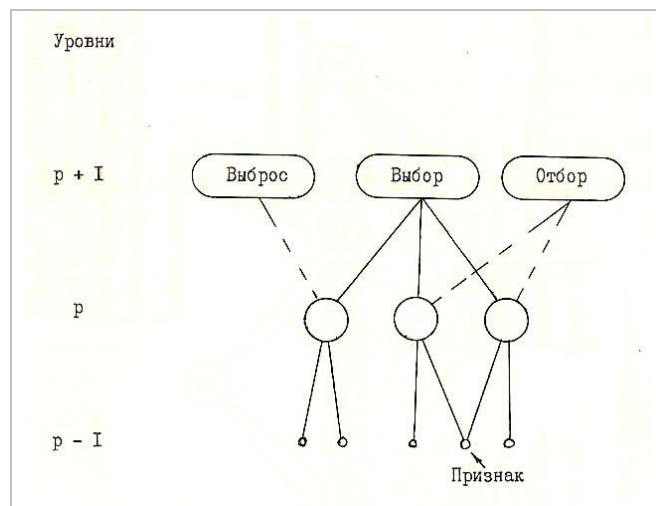 Уровни
p + I
Выброс
Выбор
Отбор
p
p - I
Признак